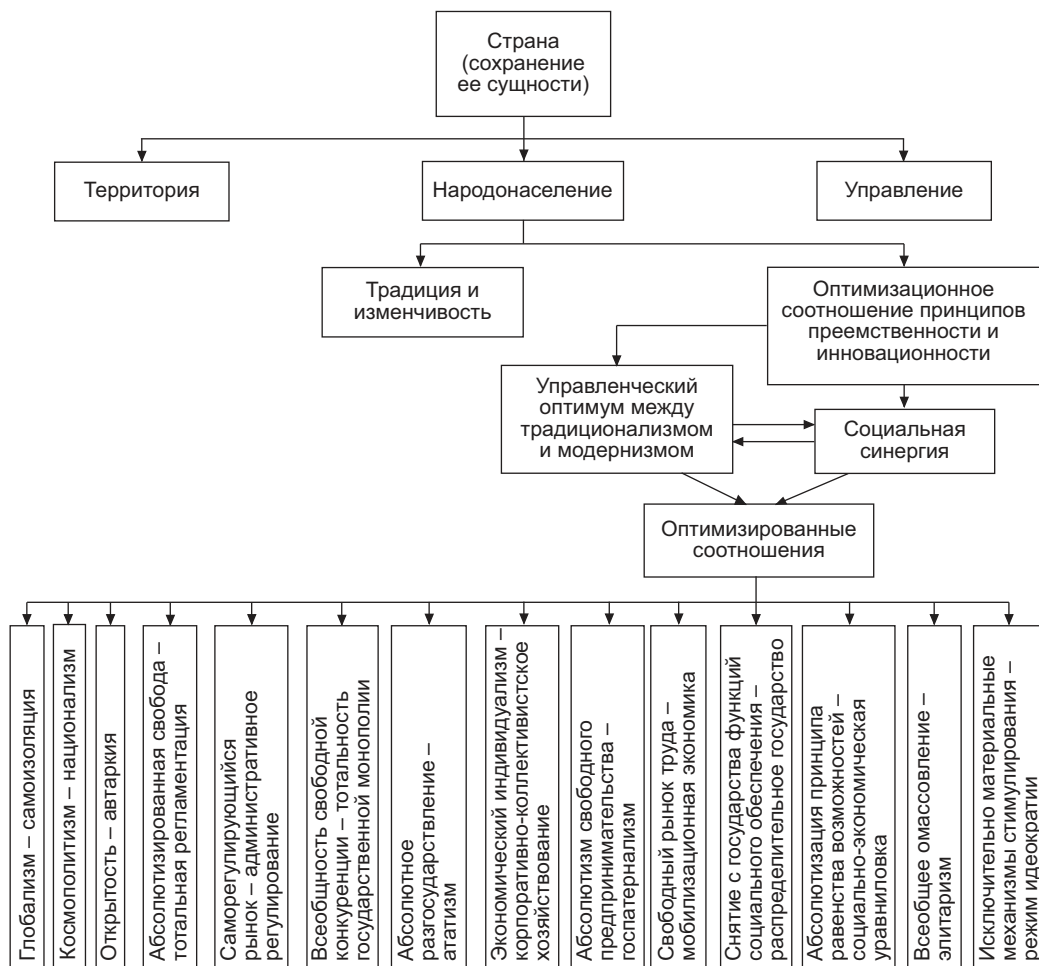 Страна
(сохранение
ее сущности)
Территория
Народонаселение
Управление
Традиция и
изменчивость
Оптимизационное
соотношение принципов
преемственности и
инновационности
Управленческий
оптимум между
традиционализмом
и модернизмом
Социальная
синергия
Оптимизированные
соотношения
Глобализм – самоизоляция
Космополитизм – национализм
Открытость – автаркия
Абсолютизированная свобода –
тотальная регламентация
Саморегулирующийся
рынок – административное
регулирование
Всеобщность свободной
конкуренции – тотальность
государственной монополии
Абсолютное
разгосударствление –
ататизм
Экономический индивидуализм –
корпоративно-коллективистское
хозяйствование
Абсолютизм свободного
предпринимательства –
госпатернализм
Свободный рынок труда –
мобилизационная экономика
Снятие с государства функций
социального обеспечения –
распределительное государство
Абсолютизация принципа
равенства возможностей –
социально-экономическая
уравниловка
Всеобщее омассовление –
элитаризм
Исключительно материальные
механизмы стимулирования –
режим идеократии